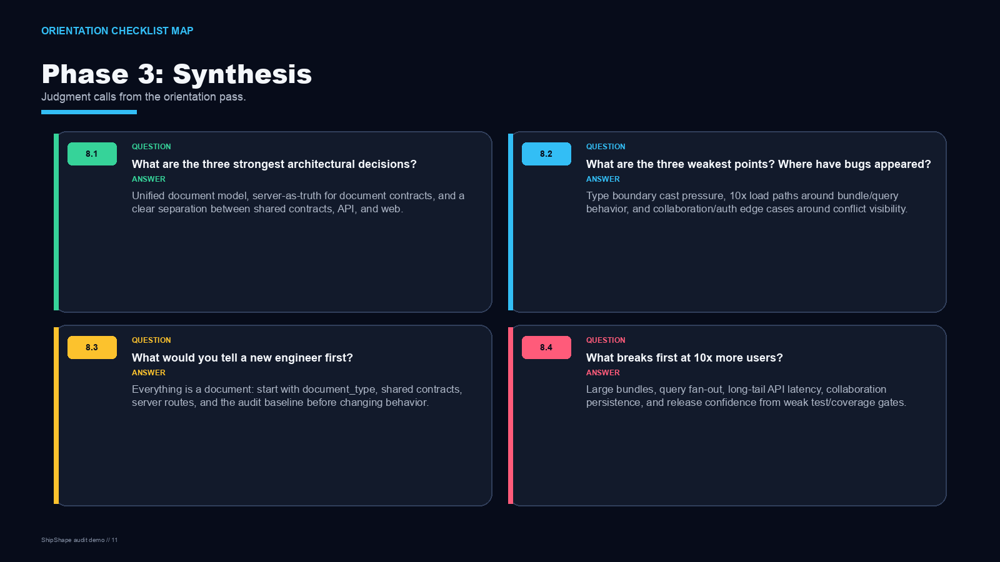 ORIENTATION CHECKLIST MAP
Phase 3: Synthesis
Judgment calls from the orientation pass.
8.1
QUESTION
What are the three strongest architectural decisions?
ANSWER
Unified document model, server-as-truth for document contracts, and a
clear separation between shared contracts, API, and web.
8.2
QUESTION
What are the three weakest points? Where have bugs appeared?
ANSWER
Type boundary cast pressure, 10x load paths around bundle/query
behavior, and collaboration/auth edge cases around conflict visibility.
8.3
QUESTION
What would you tell a new engineer first?
ANSWER
Everything is a document: start with document_type, shared contracts,
server routes, and the audit baseline before changing behavior.
8.4
QUESTION
What breaks first at 10x more users?
ANSWER
Large bundles, query fan-out, long-tail API latency, collaboration
persistence, and release confidence from weak test/coverage gates.
ShipShape audit demo // 11